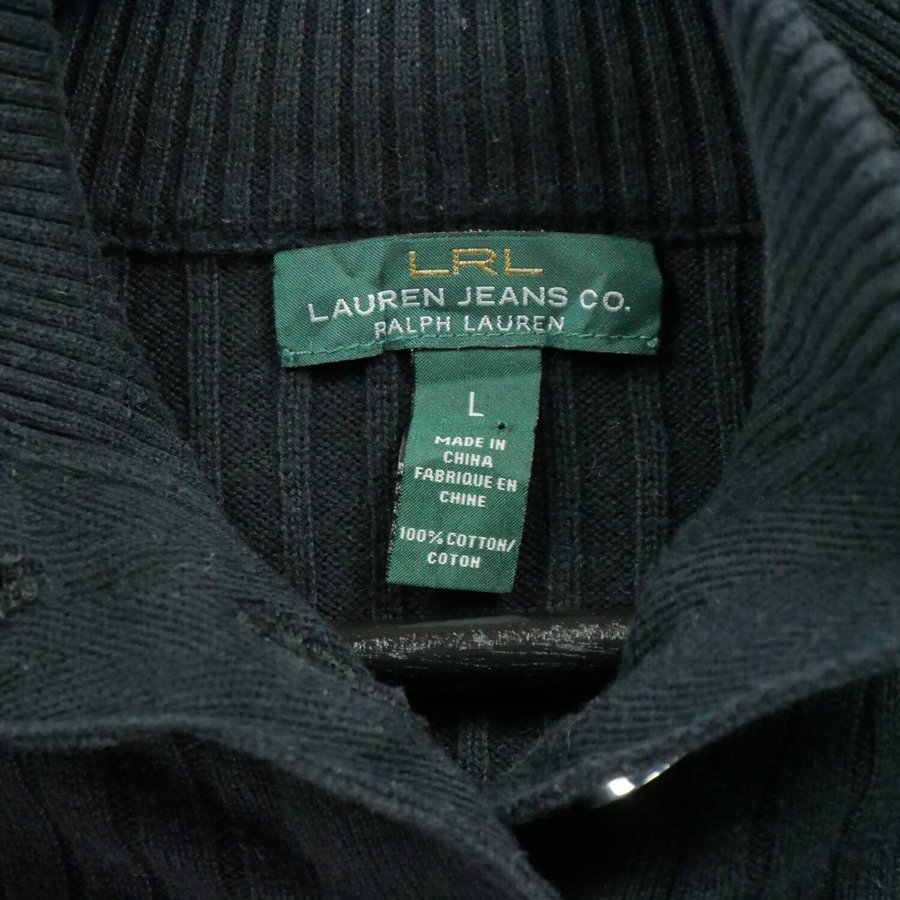 LRL
LAUREN JEANS CO.
RALPH LAUREN
L
MADE IN
CHINA
FABRIQUE EN
CHINE
100% COTTON/
COTON